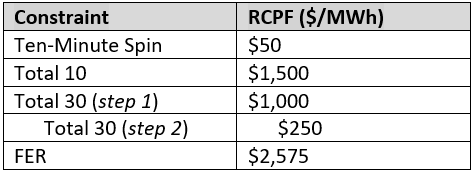 Constraint RCPF ($/MWh)
Ten-Minute Spin $50
Total 10 $1,500
Total 30 (step 1) $1,000
Total 30 (step 2) $250
FER $2,575